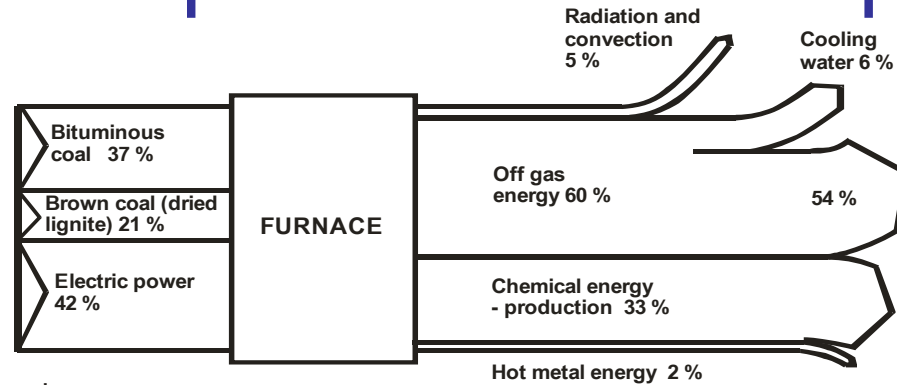 Radiation and
convection
5 %
Cooling
water 6 %
Bituminous
coal 37 %
Brown coal (dried
lignite) 21 %
Electric power
42 %
FURNACE
Off gas
energy 60 %
54 %
Chemical energy
- production 33 %
Hot metal energy 2 %